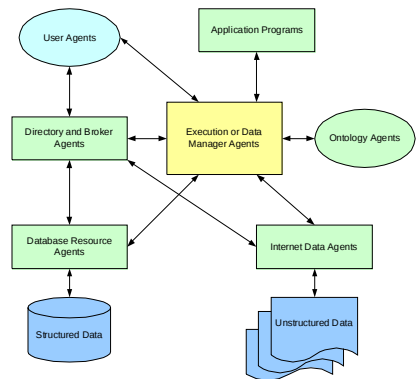 User Agents
Application Programs
Directory and Broker
Agents
Execution or Data
Manager Agents
Ontology Agents
Database Resource
Agents
Internet Data Agents
Structured Data
Unstructured Data